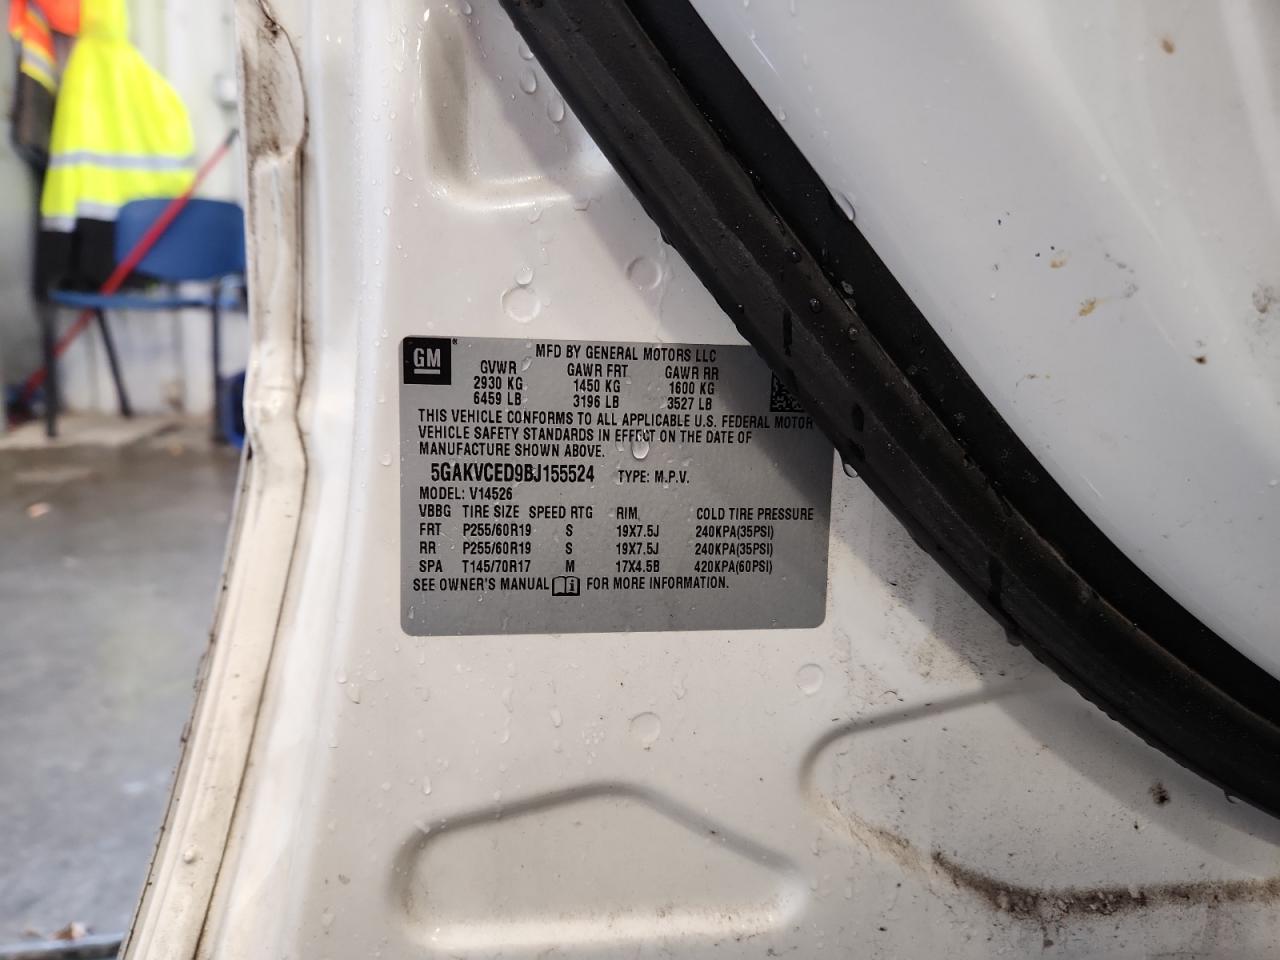 GM
MFD BY GENERAL MOTORS LLC
GVWR GAWR FRT GAWR RR
2930 KG 1450 KG 1600 KG
6459 LB 3196 LB 3527 LB
THIS VEHICLE CONFORMS TO ALL APPLICABLE U.S. FEDERAL MOTOR
VEHICLE SAFETY STANDARDS IN EFFECT ON THE DATE OF
MANUFACTURE SHOWN ABOVE.
5GAKVCED9BJ155524 TYPE: M.P.V.
MODEL: V14526
VBBG TIRE SIZE SPEED RTG RIM COLD TIRE PRESSURE
FRT P255/60R19 S 19X7.5J 240KPA(35PSI)
RR P255/60R19 S 19X7.5J 240KPA(35PSI)
SPA T145/70R17 M 17X4.5B 420KPA(60PSI)
SEE OWNER'S MANUAL FOR MORE INFORMATION.